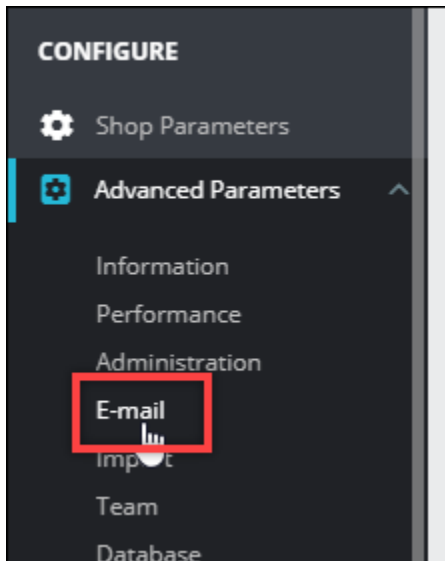 CONFIGURE
Shop Parameters
Advanced Parameters
Information
Performance
Administration
E-mail
Team
Database